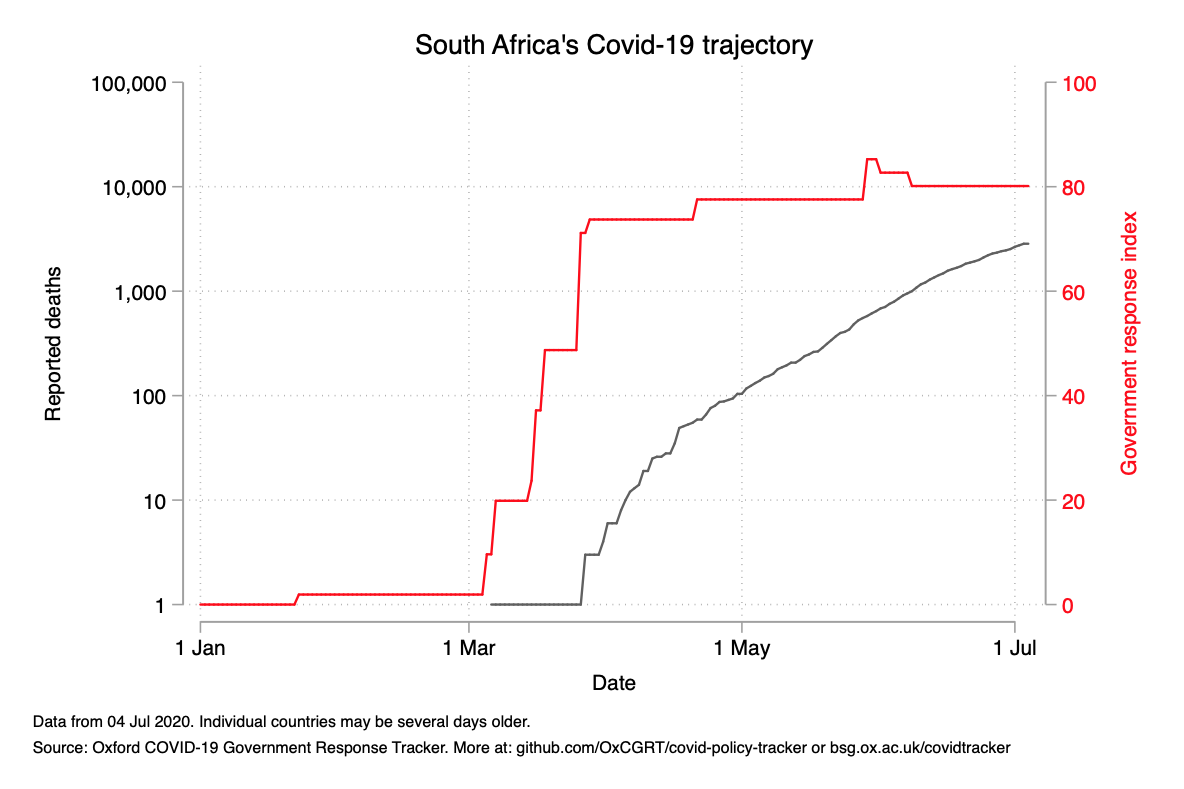 South Africa's Covid-19 trajectory
100,000
10,000
1,000
100
10
1
Reported deaths
100
80
60
40
20
0
Government response index
1 Jan
1 Mar
1 May
1 Jul
Date
Data from 04 Jul 2020. Individual countries may be several days older.
Source: Oxford COVID-19 Government Response Tracker. More at: github.com/OxCGRT/covid-policy-tracker or bsg.ox.ac.uk/covidtracker